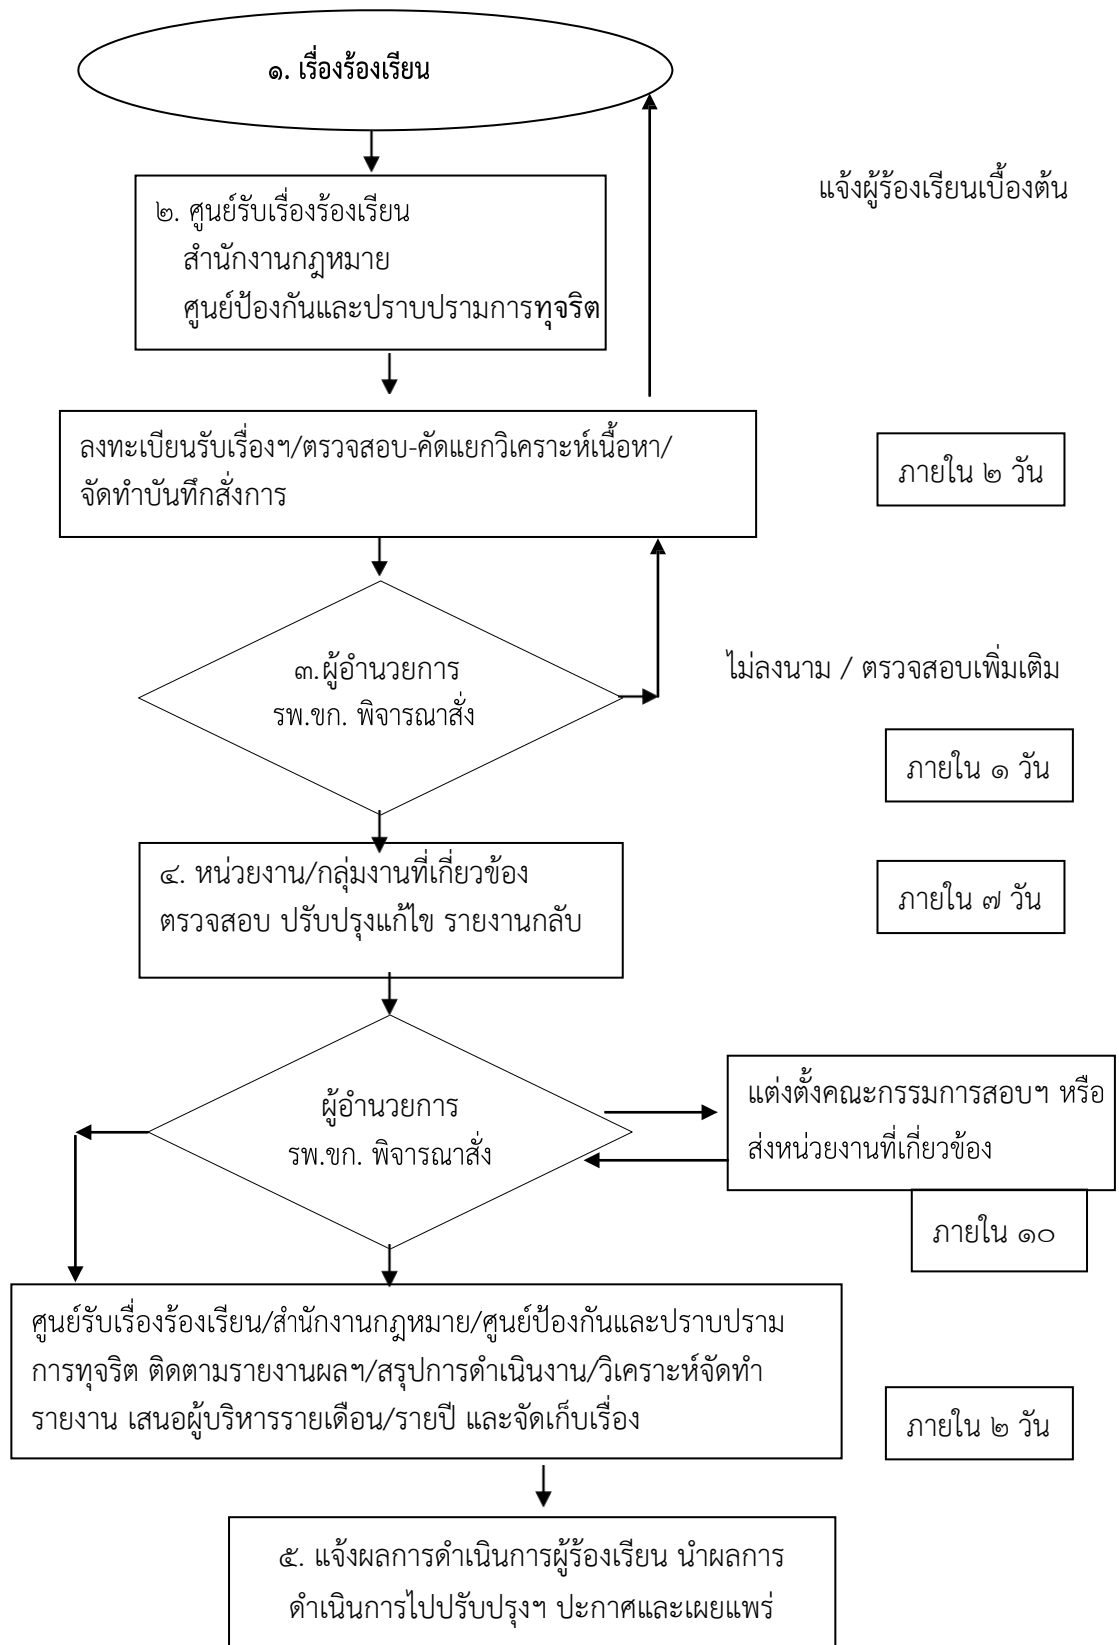 ๑. เรื่องร้องเรียน
แจ้งผู้ร้องเรียนเบื้องต้น
๒. ศูนย์รับเรื่องร้องเรียน
สำนักงานกฎหมาย
ศูนย์ป้องกันและปราบปรามการทุจริต
ลงทะเบียนรับเรื่องฯ/ตรวจสอบ-คัดแยกวิเคราะห์เนื้อหา/
จัดทำบันทึกสั่งการ
ภายใน ๒ วัน
๓.ผู้อำนวยการ
รพ.ขก. พิจารณาสั่ง
ไม่ลงนาม / ตรวจสอบเพิ่มเติม
ภายใน ๑ วัน
๔. หน่วยงาน/กลุ่มงานที่เกี่ยวข้อง
ตรวจสอบ ปรับปรุงแก้ไข รายงานกลับ
ภายใน ๗ วัน
ผู้อำนวยการ
รพ.ขก. พิจารณาสั่ง
แต่งตั้งคณะกรรมการสอบฯ หรือ
ส่งหน่วยงานที่เกี่ยวข้อง
ภายใน ๑๐
ศูนย์รับเรื่องร้องเรียน/สำนักงานกฎหมาย/ศูนย์ป้องกันและปราบปราม
การทุจริต ติดตามรายงานผลฯ/สรุปการดำเนินงาน/วิเคราะห์จัดทำ
รายงาน เสนอผู้บริหารรายเดือน/รายปี และจัดเก็บเรื่อง
ภายใน ๒ วัน
๕. แจ้งผลการดำเนินการผู้ร้องเรียน นำผลการ
ดำเนินการไปปรับปรุงฯ ประกาศและเผยแพร่